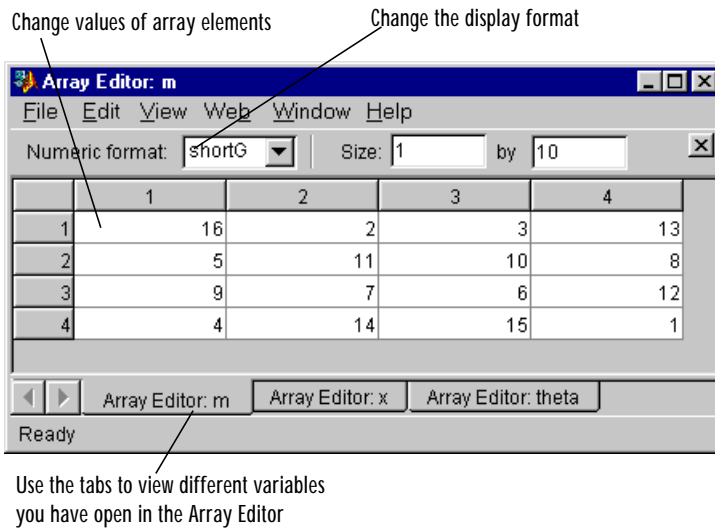 Change values of array elements
Change the display format
Array Editor: m
File Edit View Web Window Help
Numeric format: shortG Size: 1 by 10
1 2 3 4
1 16 2 3 13
2 5 11 10 8
3 9 7 6 12
4 4 14 15 1
Array Editor: m Array Editor: x Array Editor: theta
Ready
Use the tabs to view different variables
you have open in the Array Editor